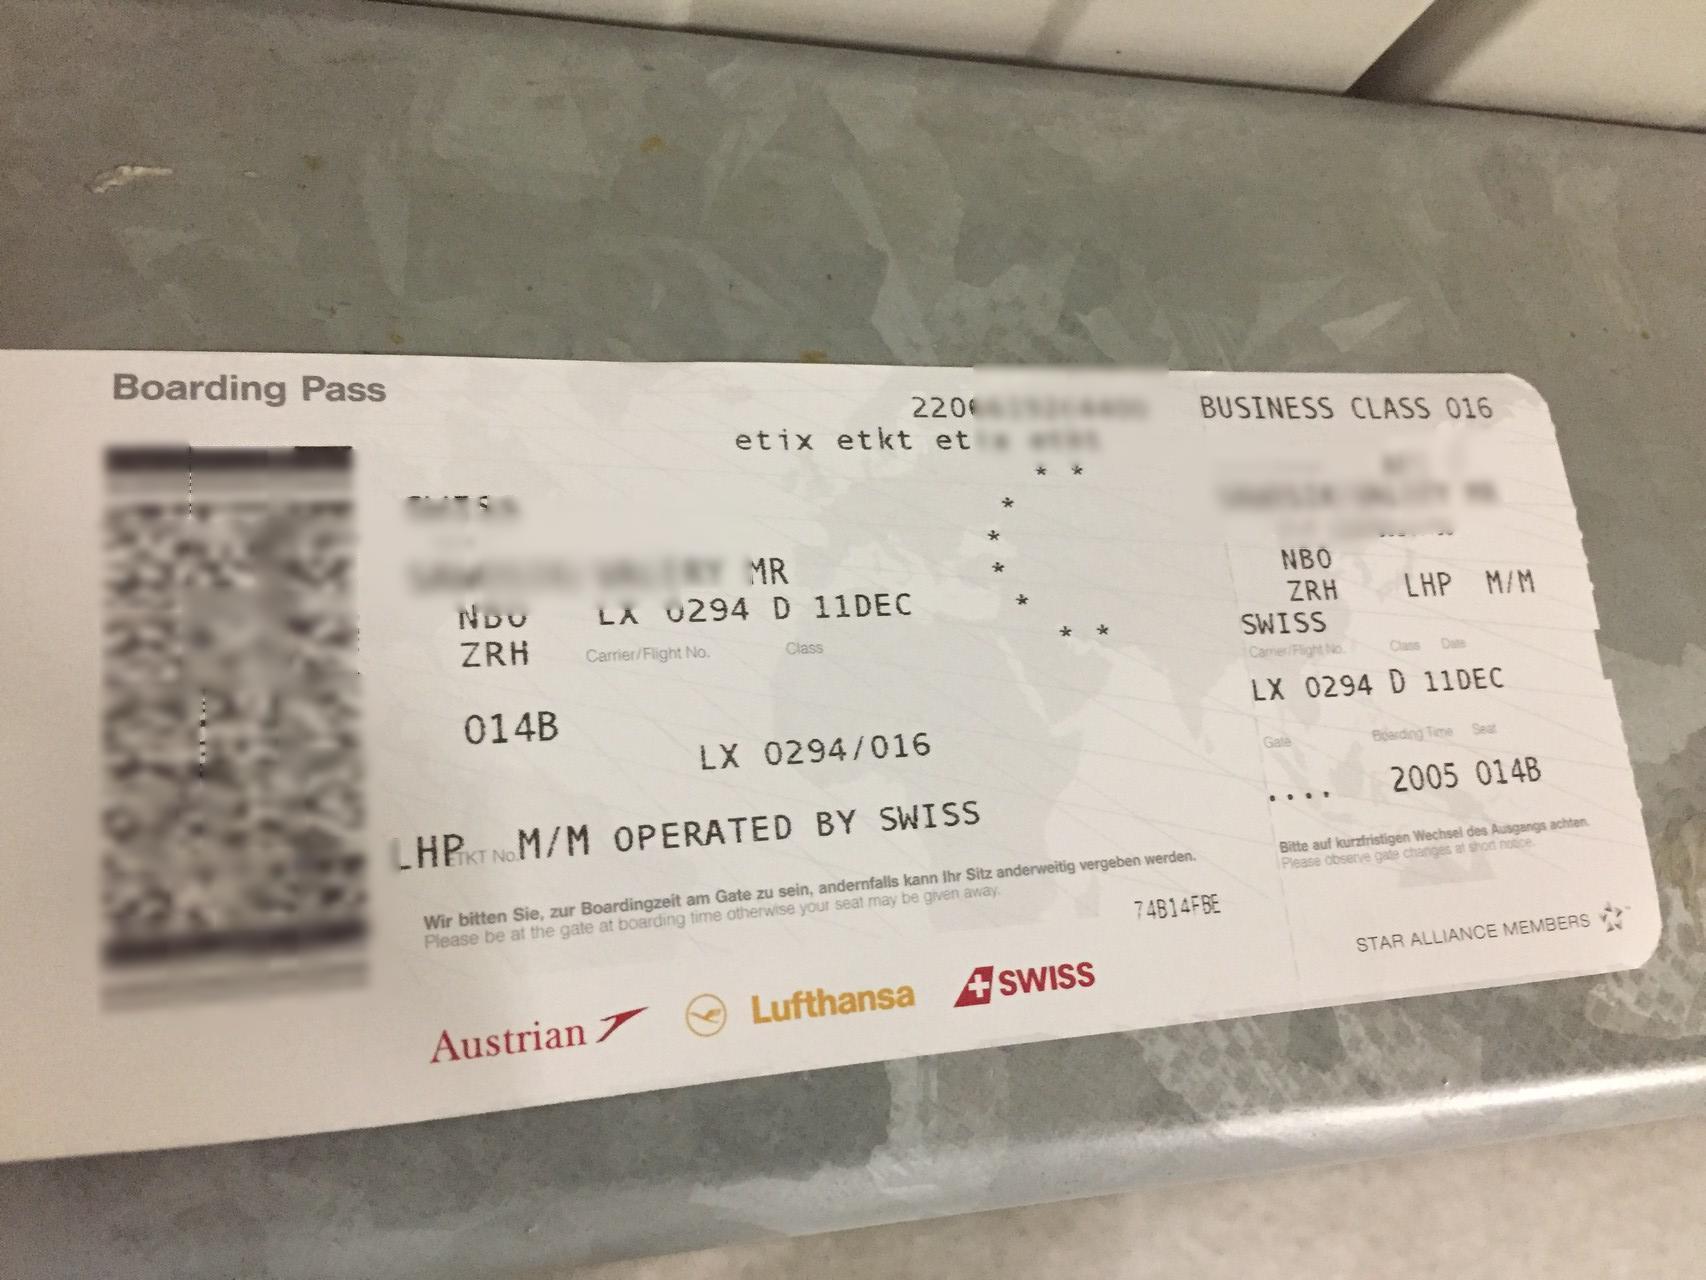 Boarding Pass
220
etix etkt et
* *
*
*
*
*
* *
MR
NBO LX 0294 D 11DEC
ZRH Carrier/Flight No. Class
014B
LX 0294/016
LHP TKT No. M/M OPERATED BY SWISS
Wir bitten Sie, zur Boardingzeit am Gate zu sein, andernfalls kann Ihr Sitz anderweitig vergeben werden.
Please be at the gate at boarding time otherwise your seat may be given away.
74B14FBE
Austrian Lufthansa SWISS
BUSINESS CLASS 016
NBO
ZRH LHP M/M
SWISS
Carrier/Flight No. Class Date
LX 0294 D 11DEC
Gate Boarding Time Seat
.... 2005 014B
Bitte auf kurzfristigen Wechsel des Ausgangs achten.
Please observe gate changes at short notice.
STAR ALLIANCE MEMBERS